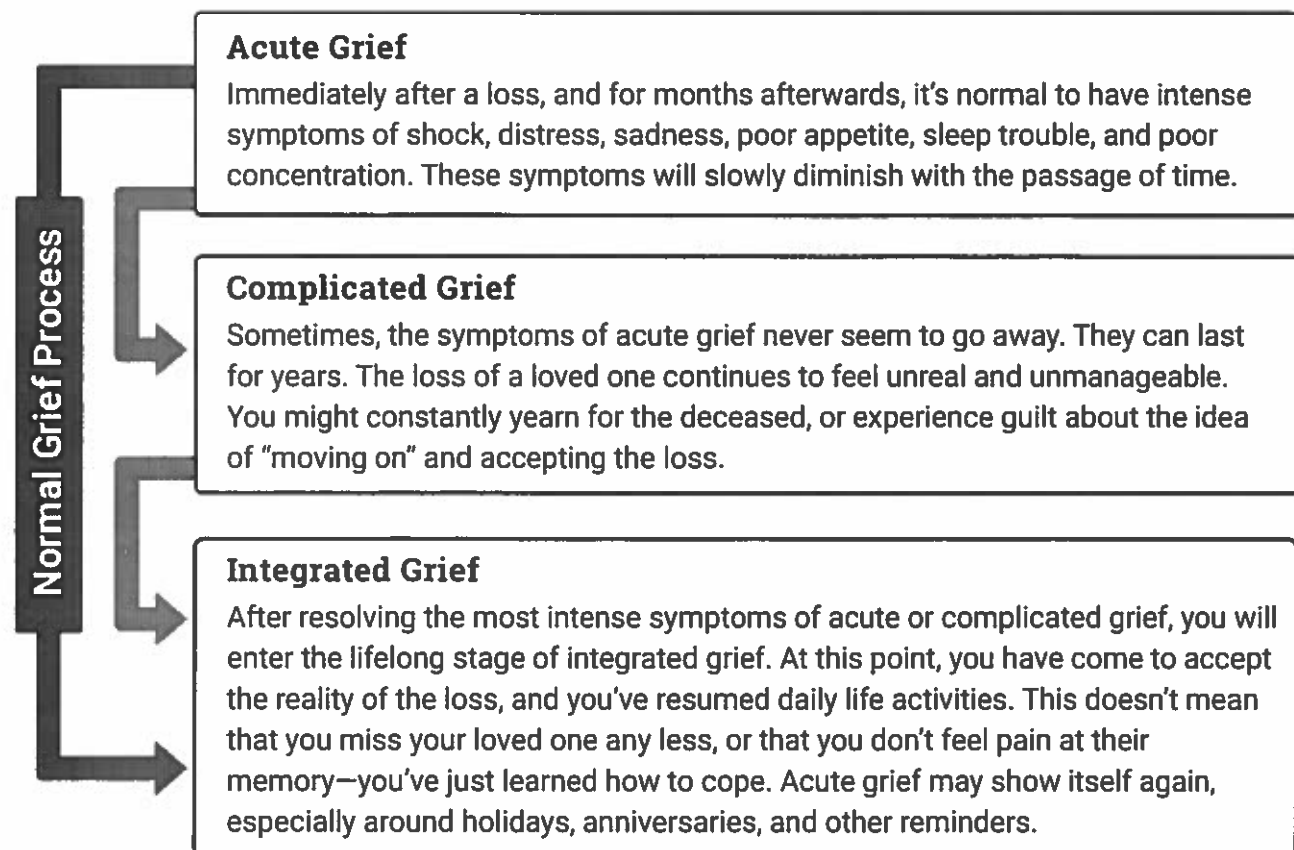 Acute Grief
Immediately after a loss, and for months afterwards, it's normal to have intense
symptoms of shock, distress, sadness, poor appetite, sleep trouble, and poor
concentration. These symptoms will slowly diminish with the passage of time.
Normal Grief Process
Complicated Grief
Sometimes, the symptoms of acute grief never seem to go away. They can last
for years. The loss of a loved one continues to feel unreal and unmanageable.
You might constantly yearn for the deceased, or experience guilt about the idea
of "moving on" and accepting the loss.
Integrated Grief
After resolving the most intense symptoms of acute or complicated grief, you will
enter the lifelong stage of integrated grief. At this point, you have come to accept
the reality of the loss, and you've resumed daily life activities. This doesn't mean
that you miss your loved one any less, or that you don't feel pain at their
memory—you've just learned how to cope. Acute grief may show itself again,
especially around holidays, anniversaries, and other reminders.